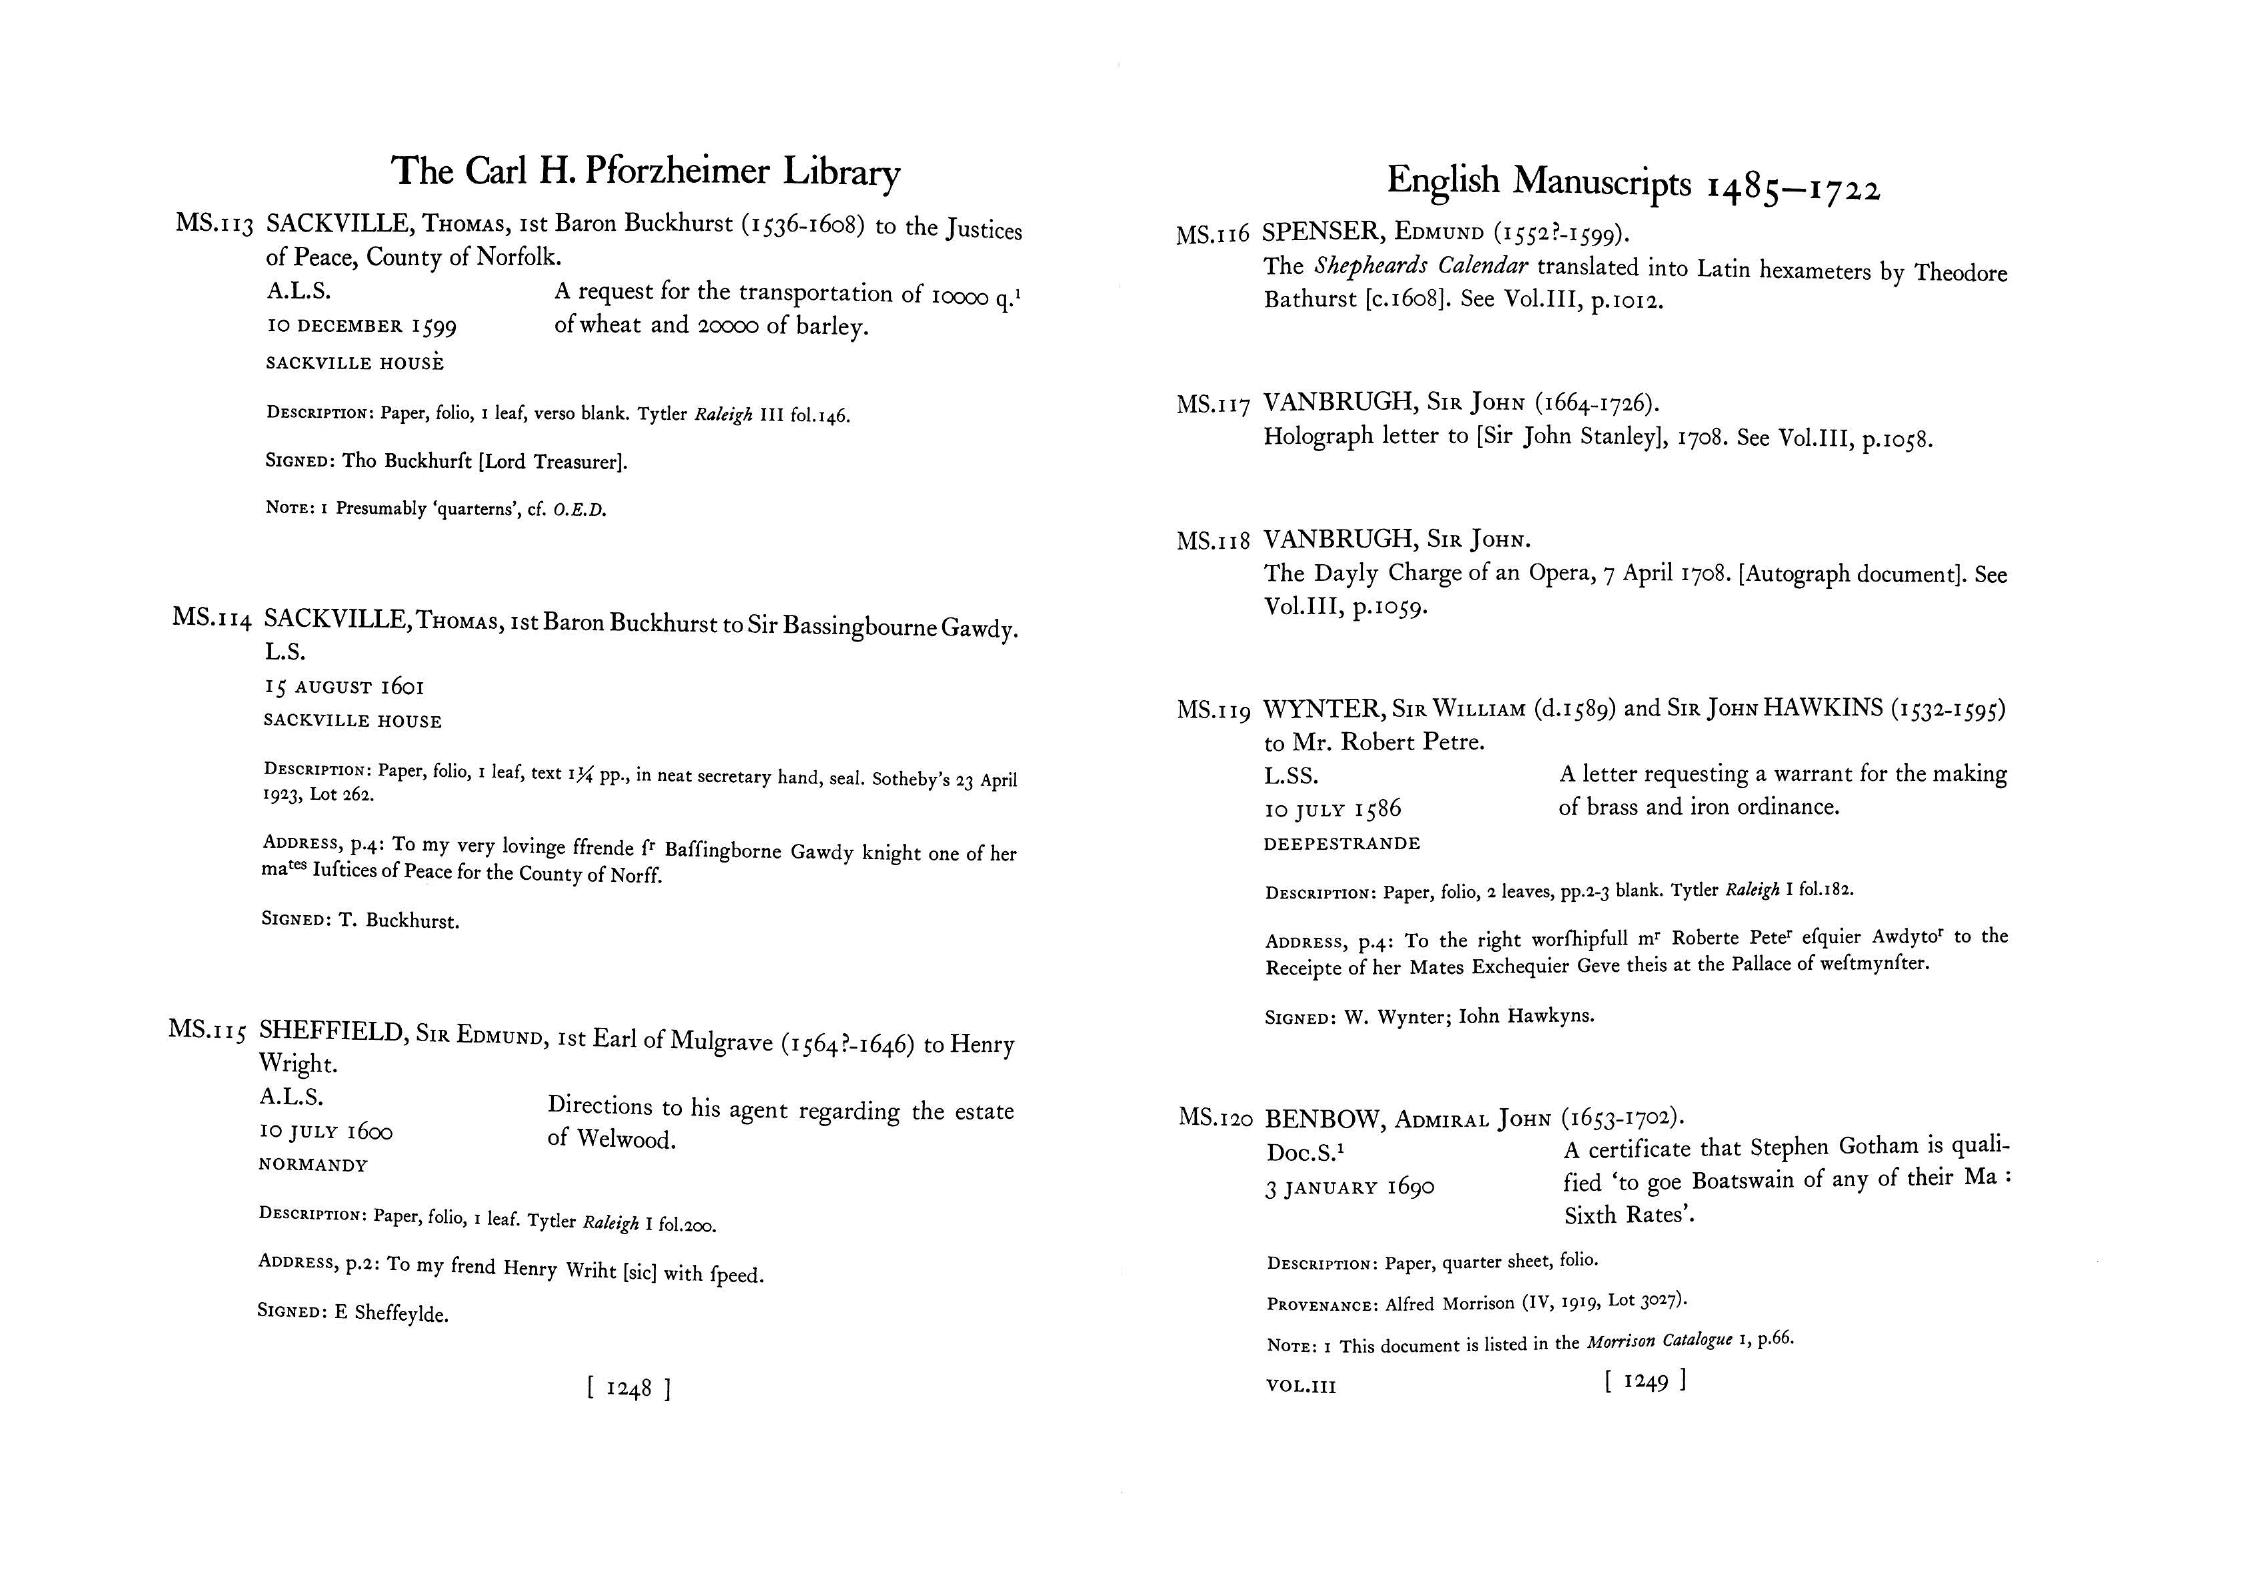 The Carl H. Pforzheimer Library
MS.113 SACKVILLE, THOMAS, 1st Baron Buckhurst (1536-1608) to the Justices
of Peace, County of Norfolk.
A.L.S. A request for the transportation of 10000 q.¹
10 DECEMBER 1599 of wheat and 20000 of barley.
SACKVILLE HOUSE
DESCRIPTION: Paper, folio, 1 leaf, verso blank. Tytler Raleigh III fol.146.
SIGNED: Tho Buckhurſt [Lord Treasurer].
NOTE: 1 Presumably ‘quarterns’, cf. O.E.D.
MS.114 SACKVILLE, THOMAS, 1st Baron Buckhurst to Sir Bassingbourne Gawdy.
L.S.
15 AUGUST 1601
SACKVILLE HOUSE
DESCRIPTION: Paper, folio, 1 leaf, text 1¼ pp., in neat secretary hand, seal. Sotheby’s 23 April
1923, Lot 262.
ADDRESS, p.4: To my very lovinge ffrende ſʳ Baſſingborne Gawdy knight one of her
maᵗᵉˢ Iuſtices of Peace for the County of Norff.
SIGNED: T. Buckhurst.
MS.115 SHEFFIELD, SIR EDMUND, 1st Earl of Mulgrave (1564?-1646) to Henry
Wright.
A.L.S. Directions to his agent regarding the estate
10 JULY 1600 of Welwood.
NORMANDY
DESCRIPTION: Paper, folio, 1 leaf. Tytler Raleigh I fol.200.
ADDRESS, p.2: To my frend Henry Wriht [sic] with ſpeed.
SIGNED: E Sheffeylde.
[ 1248 ]
English Manuscripts 1485–1722
MS.116 SPENSER, EDMUND (1552?-1599).
The Shepheards Calendar translated into Latin hexameters by Theodore
Bathurst [c.1608]. See Vol.III, p.1012.
MS.117 VANBRUGH, SIR JOHN (1664-1726).
Holograph letter to [Sir John Stanley], 1708. See Vol.III, p.1058.
MS.118 VANBRUGH, SIR JOHN.
The Dayly Charge of an Opera, 7 April 1708. [Autograph document]. See
Vol.III, p.1059.
MS.119 WYNTER, SIR WILLIAM (d.1589) and SIR JOHN HAWKINS (1532-1595)
to Mr. Robert Petre.
L.SS. A letter requesting a warrant for the making
10 JULY 1586 of brass and iron ordinance.
DEEPESTRANDE
DESCRIPTION: Paper, folio, 2 leaves, pp.2-3 blank. Tytler Raleigh I fol.182.
ADDRESS, p.4: To the right worſhipfull mʳ Roberte Peteʳ eſquier Awdytoʳ to the
Receipte of her Mates Exchequier Geve theis at the Pallace of weſtmynſter.
SIGNED: W. Wynter; Iohn Hawkyns.
MS.120 BENBOW, ADMIRAL JOHN (1653-1702).
Doc.S.¹ A certificate that Stephen Gotham is quali-
3 JANUARY 1690 fied ‘to goe Boatswain of any of their Ma :
Sixth Rates’.
DESCRIPTION: Paper, quarter sheet, folio.
PROVENANCE: Alfred Morrison (IV, 1919, Lot 3027).
NOTE: 1 This document is listed in the Morrison Catalogue 1, p.66.
VOL.III [ 1249 ]